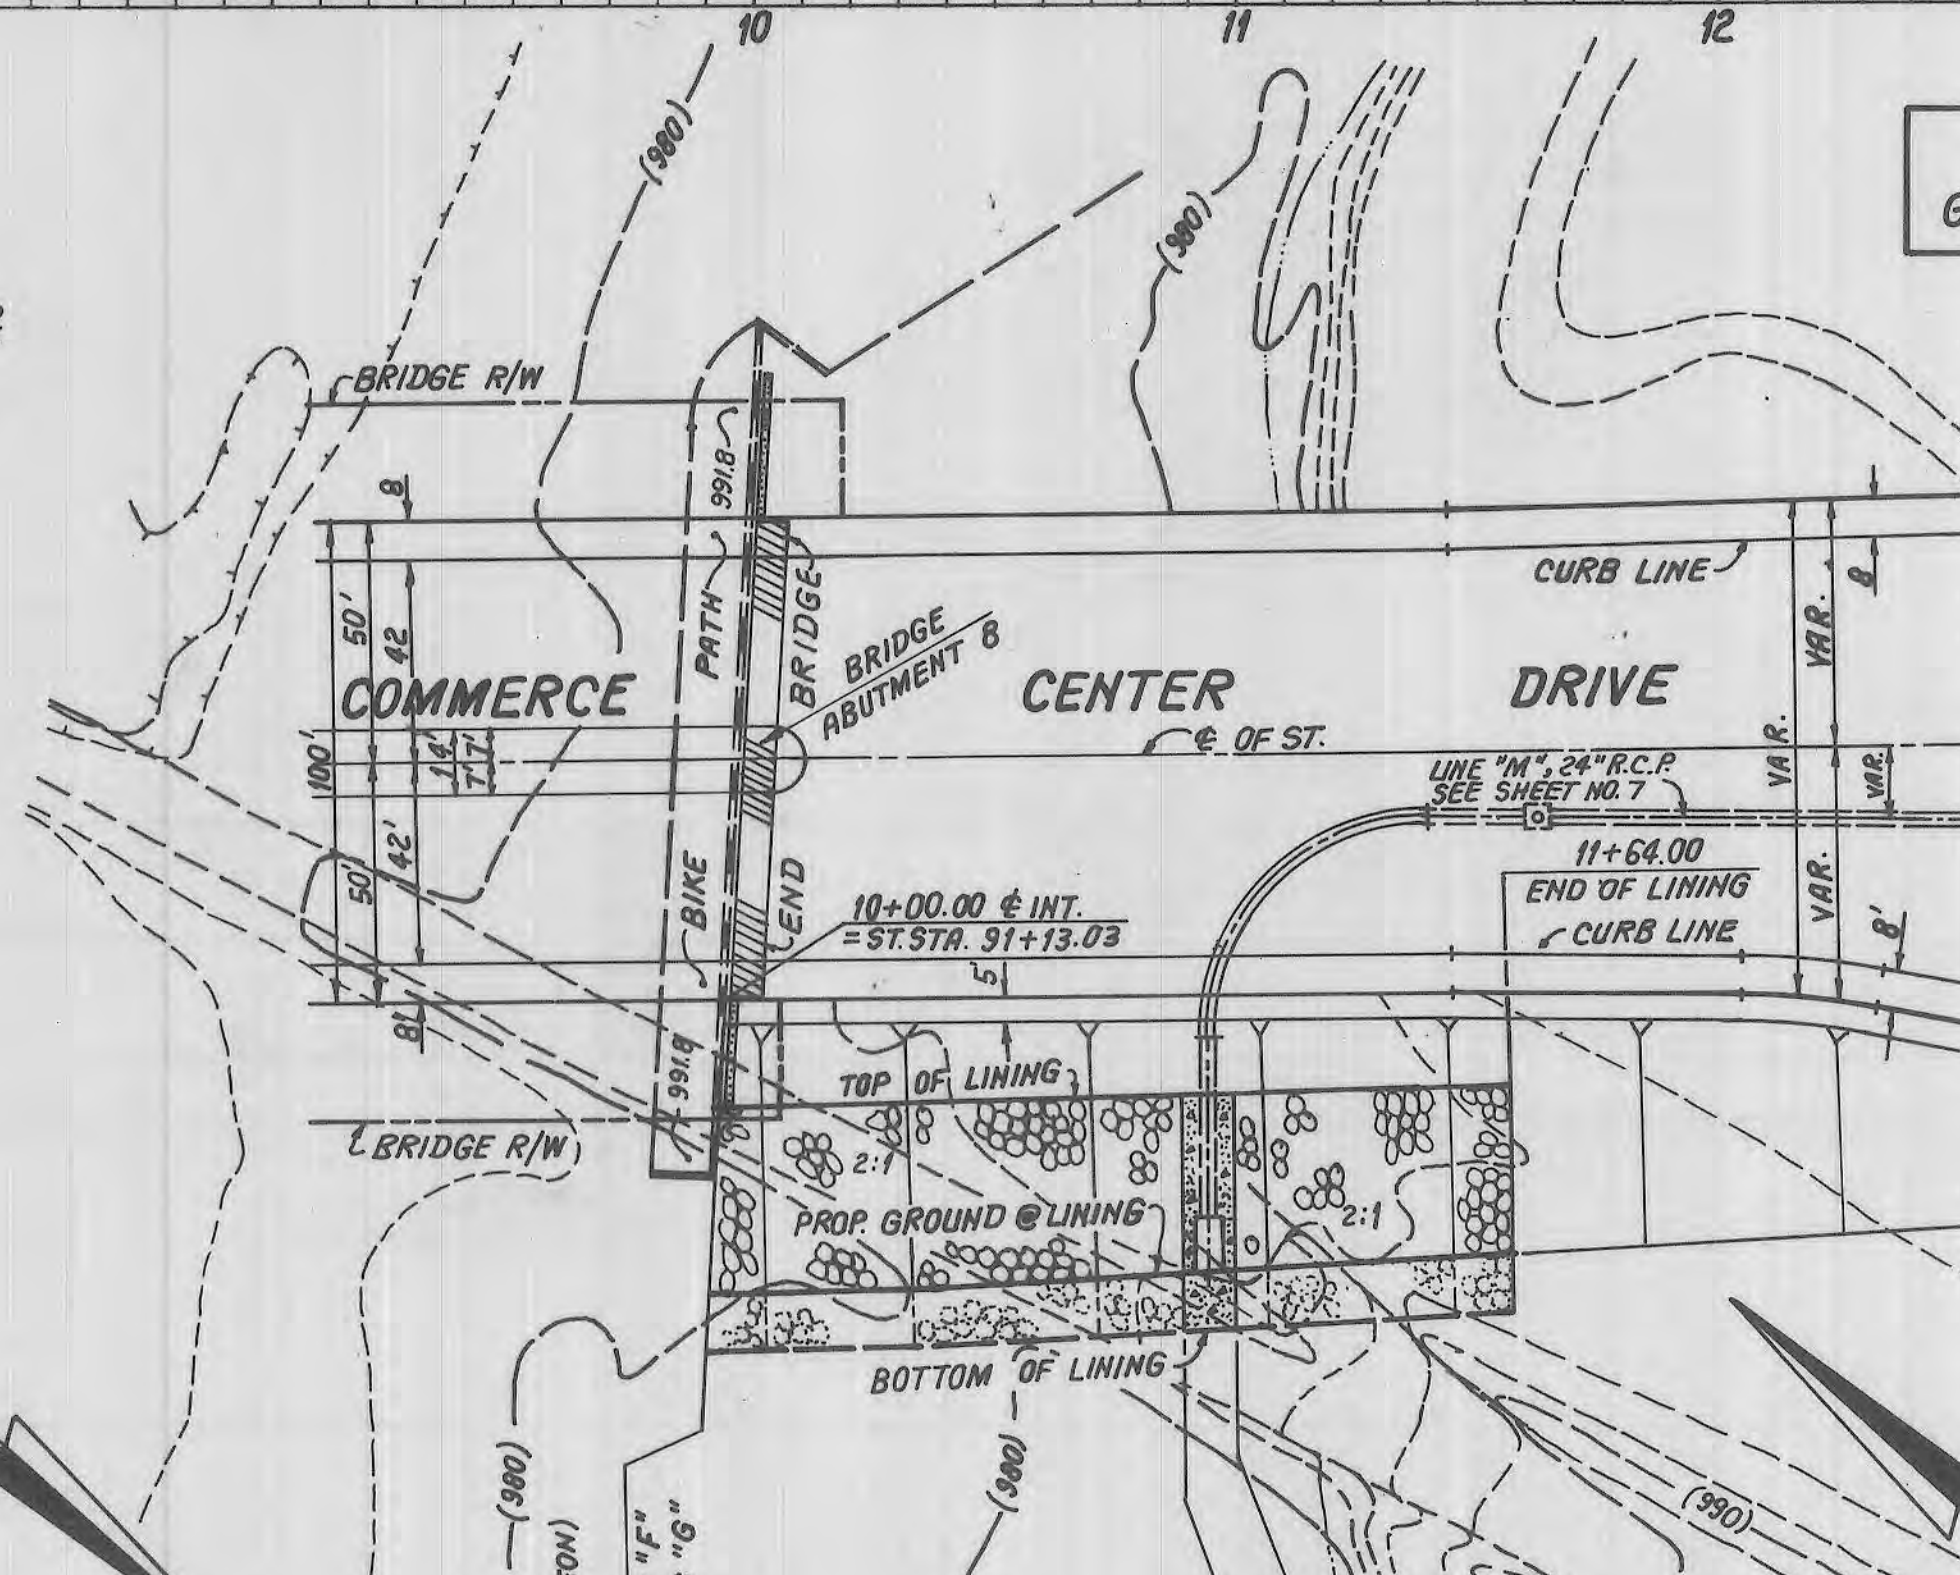 10
11
12
(980)
(980)
G
BRIDGE R/W
991.8
8
CURB LINE
8
50'
42
PATH
BRIDGE
BRIDGE
ABUTMENT 8
VAR.
COMMERCE
CENTER
DRIVE
100'
14'
7'
7'
₵ OF ST.
VAR.
VAR.
LINE "M", 24" R.C.P.
SEE SHEET NO. 7
42'
50'
BIKE
END
11+64.00
END OF LINING
VAR.
10+00.00 ₵ INT.
= ST. STA. 91+13.03
CURB LINE
8'
5
8'
991.8
TOP OF LINING
BRIDGE R/W
2:1
PROP. GROUND @ LINING
2:1
BOTTOM OF LINING
(980)
(980)
(990)
"F"
"G"
TON)